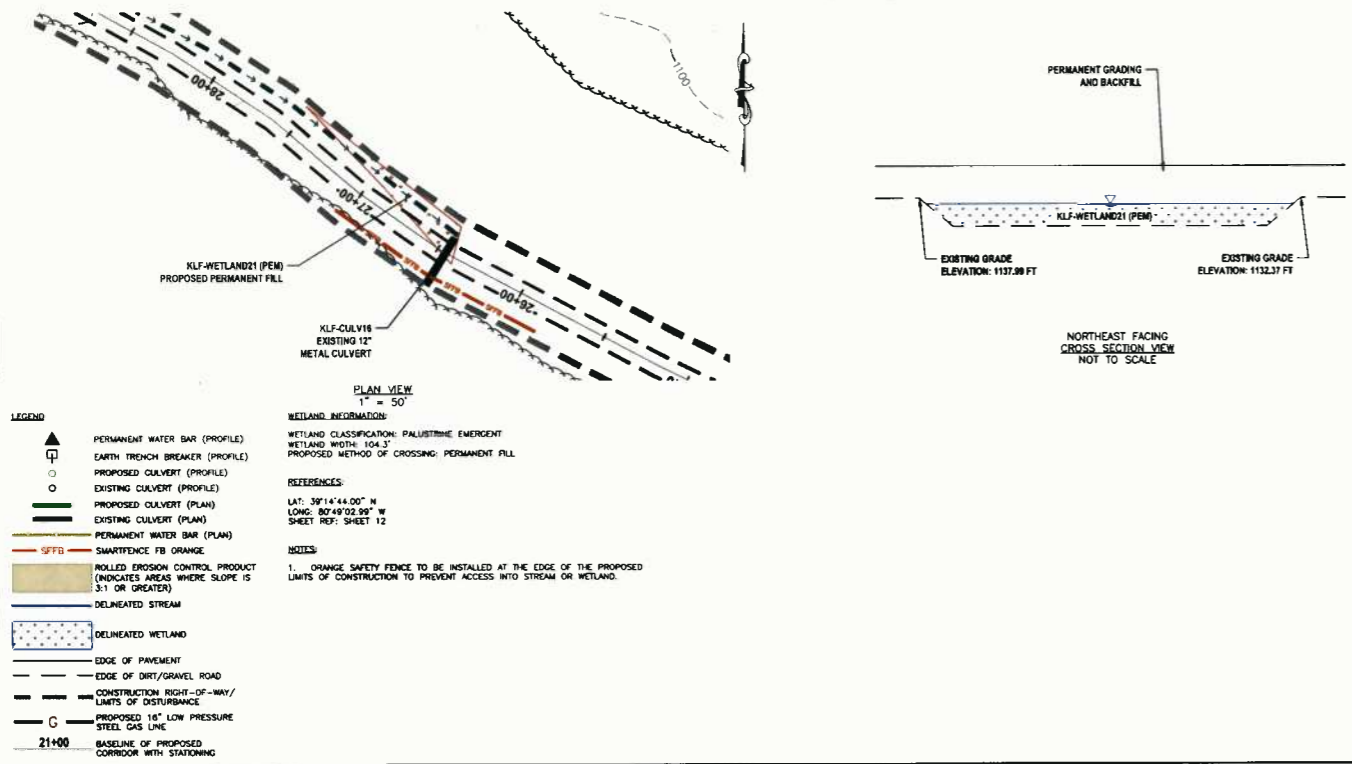 28+00
1100
27+00
SFFB
SFFB
SFFB
SFFB
26+00
KLF-WETLAND21 (PEM)
PROPOSED PERMANENT FILL
KLF-CULV16
EXISTING 12"
METAL CULVERT
PLAN VIEW
1" = 50'
PERMANENT GRADING
AND BACKFILL
KLF-WETLAND21 (PEM)
EXISTING GRADE
ELEVATION: 1137.99 FT
EXISTING GRADE
ELEVATION: 1132.37 FT
NORTHEAST FACING
CROSS SECTION VIEW
NOT TO SCALE
LEGEND
PERMANENT WATER BAR (PROFILE)
EARTH TRENCH BREAKER (PROFILE)
PROPOSED CULVERT (PROFILE)
EXISTING CULVERT (PROFILE)
PROPOSED CULVERT (PLAN)
EXISTING CULVERT (PLAN)
PERMANENT WATER BAR (PLAN)
SFFB SMARTFENCE FB ORANGE
ROLLED EROSION CONTROL PRODUCT
(INDICATES AREAS WHERE SLOPE IS
3:1 OR GREATER)
DELINEATED STREAM
DELINEATED WETLAND
EDGE OF PAVEMENT
EDGE OF DIRT/GRAVEL ROAD
CONSTRUCTION RIGHT-OF-WAY/
LIMITS OF DISTURBANCE
G PROPOSED 16" LOW PRESSURE
STEEL GAS LINE
21+00 BASELINE OF PROPOSED
CORRIDOR WITH STATIONING
WETLAND INFORMATION:
WETLAND CLASSIFICATION: PALUSTRINE EMERGENT
WETLAND WIDTH: 104.3'
PROPOSED METHOD OF CROSSING: PERMANENT FILL
REFERENCES:
LAT: 39°14'44.00" N
LONG: 80°49'02.99" W
SHEET REF: SHEET 12
NOTES:
1. ORANGE SAFETY FENCE TO BE INSTALLED AT THE EDGE OF THE PROPOSED
LIMITS OF CONSTRUCTION TO PREVENT ACCESS INTO STREAM OR WETLAND.